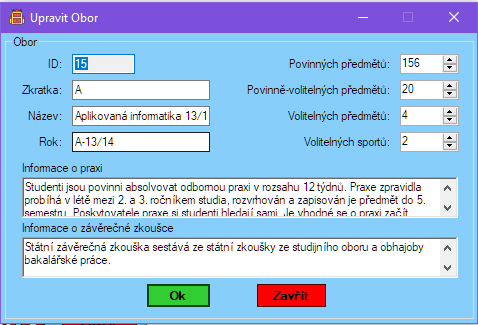 Upravit Obor
Obor
ID: 15
Povinných předmětů: 156
Zkratka: A
Povinně-volitelných předmětů: 20
Název: Aplikovaná informatika 13/1
Volitelných předmětů: 4
Rok: A-13/14
Volitelných sportů: 2
Informace o praxi
Studenti jsou povinni absolvovat odbornou praxi v rozsahu 12 týdnů. Praxe zpravidla
probíhá v létě mezi 2. a 3. ročníkem studia, rozvrhován a zapisován je předmět do 5.
semestru. Poskytovatele praxe si studenti hledají sami. Je vhodné se o praxi začít
Informace o závěrečné zkoušce
Státní závěrečná zkouška sestává ze státní zkoušky ze studijního oboru a obhajoby
bakalářské práce.
Ok
Zavřít